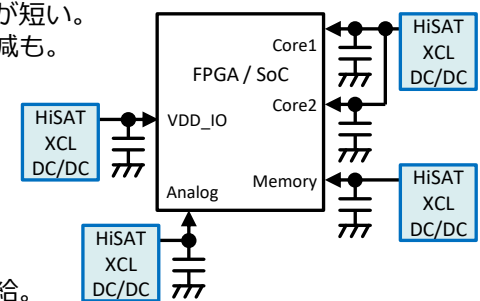 が短い。
減も。
HiSAT
XCL
DC/DC
Core1
FPGA / SoC
Core2
HiSAT
XCL
DC/DC
VDD_IO
Memory
HiSAT
XCL
DC/DC
Analog
HiSAT
XCL
DC/DC
給。